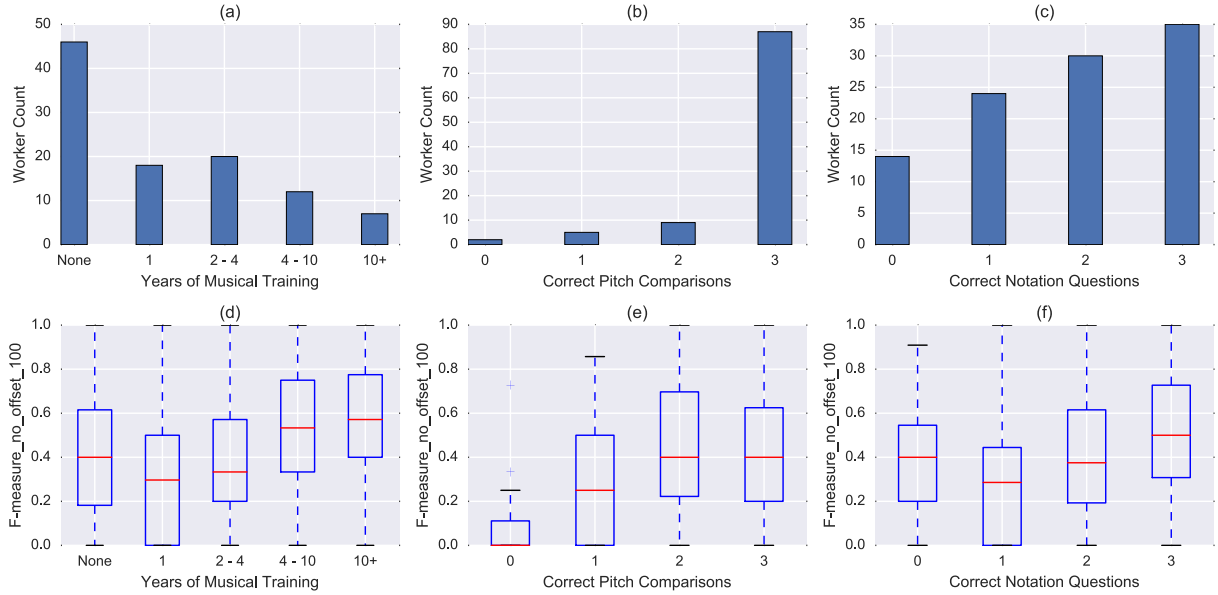 (a)
50
40
30
20
10
0
Worker Count
None 1 2 - 4 4 - 10 10+
Years of Musical Training
(b)
90
80
70
60
50
40
30
20
10
0
Worker Count
0 1 2 3
Correct Pitch Comparisons
(c)
35
30
25
20
15
10
5
0
Worker Count
0 1 2 3
Correct Notation Questions
(d)
1.0
0.8
0.6
0.4
0.2
0.0
F-measure_no_offset_100
None 1 2 - 4 4 - 10 10+
Years of Musical Training
(e)
1.0
0.8
0.6
0.4
0.2
0.0
F-measure_no_offset_100
0 1 2 3
Correct Pitch Comparisons
(f)
1.0
0.8
0.6
0.4
0.2
0.0
F-measure_no_offset_100
0 1 2 3
Correct Notation Questions